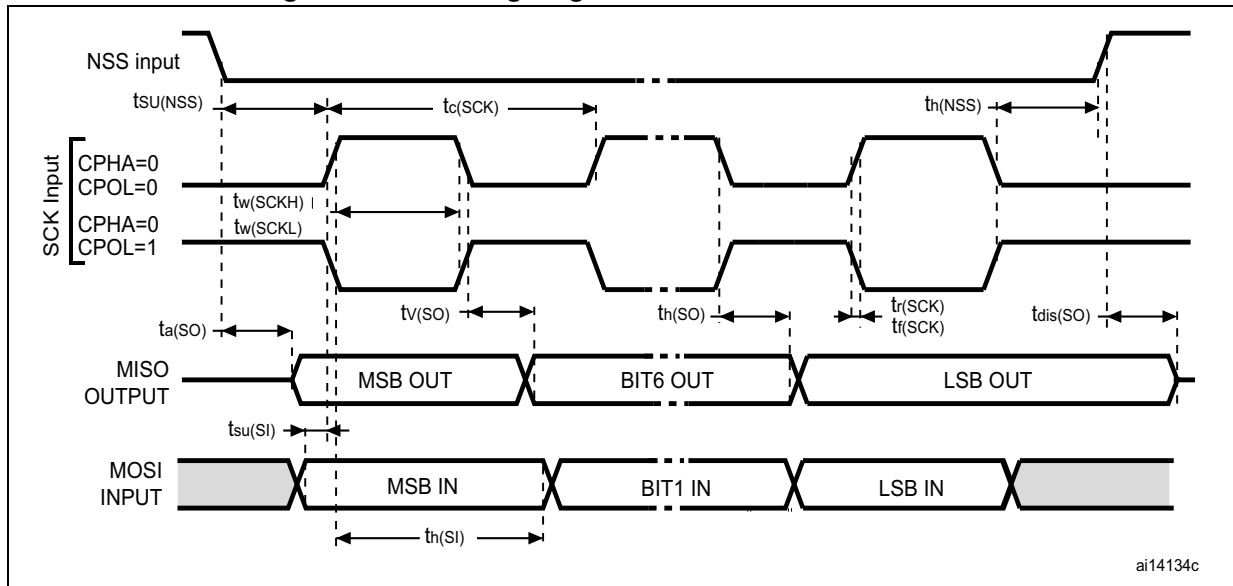 NSS input
tSU(NSS)
tc(SCK)
th(NSS)
SCK Input
CPHA=0
CPOL=0
tw(SCKH)
CPHA=0
CPOL=1
tw(SCKL)
tV(SO)
th(SO)
tr(SCK)
tf(SCK)
tdis(SO)
ta(SO)
MISO
OUTPUT
MSB OUT
BIT6 OUT
LSB OUT
tsu(SI)
MOSI
INPUT
MSB IN
BIT1 IN
LSB IN
th(SI)
ai14134c